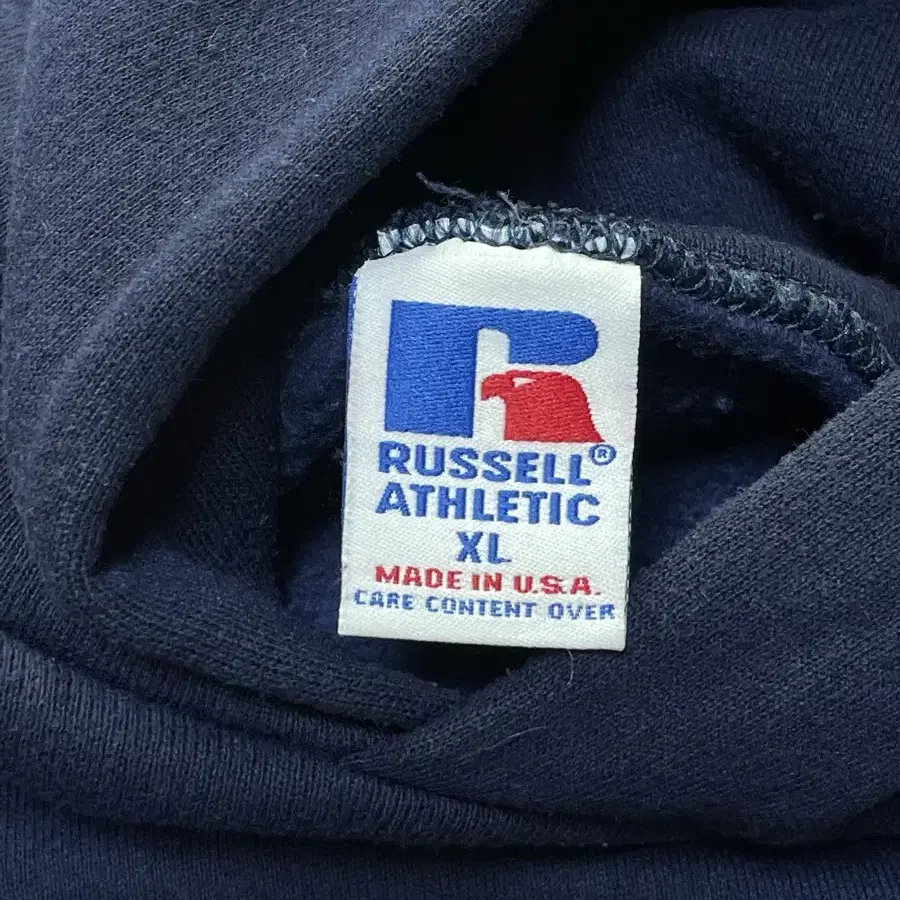 RUSSELL®
ATHLETIC
XL
MADE IN U.S.A.
CARE CONTENT OVER